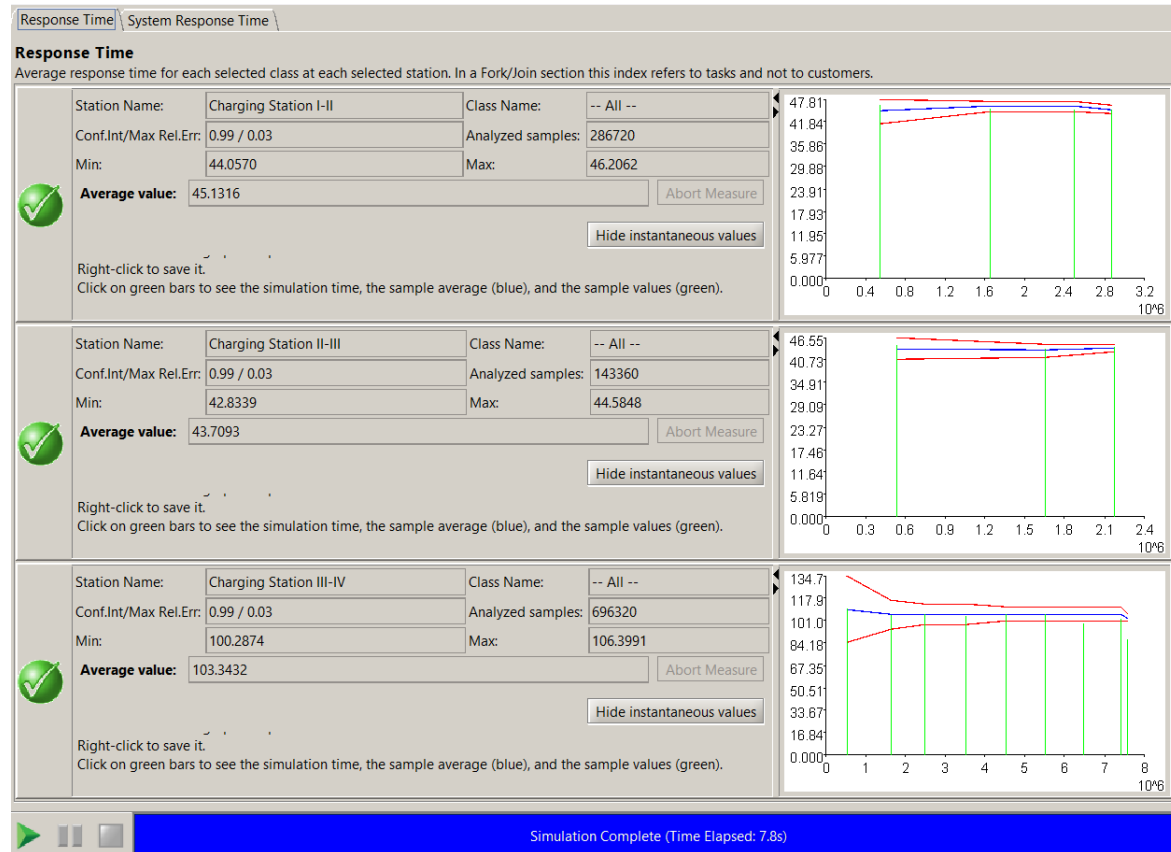 Response Time System Response Time
Response Time
Average response time for each selected class at each selected station. In a Fork/Join section this index refers to tasks and not to customers.
Station Name: Charging Station I-II Class Name: -- All --
Conf.Int/Max Rel.Err: 0.99 / 0.03 Analyzed samples: 286720
Min: 44.0570 Max: 46.2062
Average value: 45.1316 Abort Measure
Hide instantaneous values
Right-click to save it.
Click on green bars to see the simulation time, the sample average (blue), and the sample values (green).
47.81
41.84
35.86
29.88
23.91
17.93
11.95
5.977
0.000
0 0.4 0.8 1.2 1.6 2 2.4 2.8 3.2
10^6
Station Name: Charging Station II-III Class Name: -- All --
Conf.Int/Max Rel.Err: 0.99 / 0.03 Analyzed samples: 143360
Min: 42.8339 Max: 44.5848
Average value: 43.7093 Abort Measure
Hide instantaneous values
Right-click to save it.
Click on green bars to see the simulation time, the sample average (blue), and the sample values (green).
46.55
40.73
34.91
29.09
23.27
17.46
11.64
5.819
0.000
0 0.3 0.6 0.9 1.2 1.5 1.8 2.1 2.4
10^6
Station Name: Charging Station III-IV Class Name: -- All --
Conf.Int/Max Rel.Err: 0.99 / 0.03 Analyzed samples: 696320
Min: 100.2874 Max: 106.3991
Average value: 103.3432 Abort Measure
Hide instantaneous values
Right-click to save it.
Click on green bars to see the simulation time, the sample average (blue), and the sample values (green).
134.7
117.9
101.0
84.18
67.35
50.51
33.67
16.84
0.000
0 1 2 3 4 5 6 7 8
10^6
Simulation Complete (Time Elapsed: 7.8s)